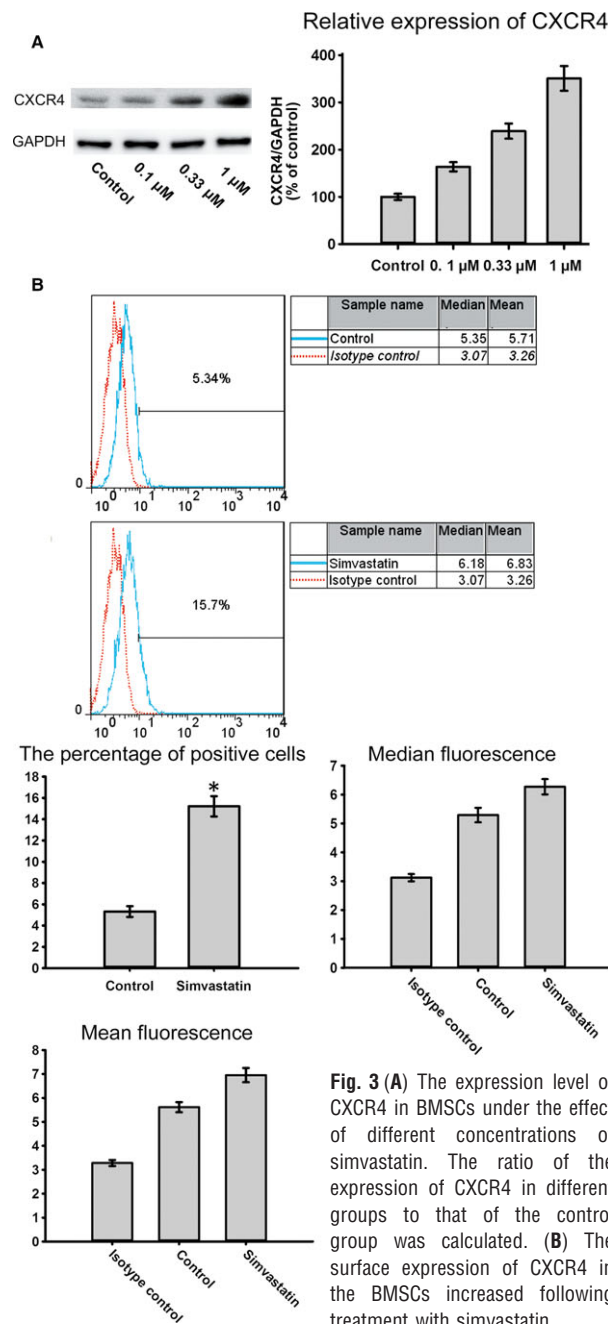 Relative expression of CXCR4
A
CXCR4
GAPDH
Control
0.1 µM
0.33 µM
1 µM
CXCR4/GAPDH
(% of control)
400
300
200
100
0
Control 0. 1 µM 0.33 µM 1 µM
B
5.34%
0
10⁰ 10¹ 10² 10³ 10⁴
Sample name Median Mean
Control 5.35 5.71
Isotype control 3.07 3.26
15.7%
0
10⁰ 10¹ 10² 10³ 10⁴
Sample name Median Mean
Simvastatin 6.18 6.83
Isotype control 3.07 3.26
The percentage of positive cells
18
16
14
12
10
8
6
4
2
0
*
Control Simvastatin
Median fluorescence
7
6
5
4
3
2
1
0
Isotype control
Control
Simvastatin
Mean fluorescence
8
7
6
5
4
3
2
1
0
Isotype control
Control
Simvastatin
Fig. 3 (A) The expression level o
CXCR4 in BMSCs under the effec
of different concentrations o
simvastatin. The ratio of the
expression of CXCR4 in differen
groups to that of the contro
group was calculated. (B) The
surface expression of CXCR4 in
the BMSCs increased following
treatment with simvastatin